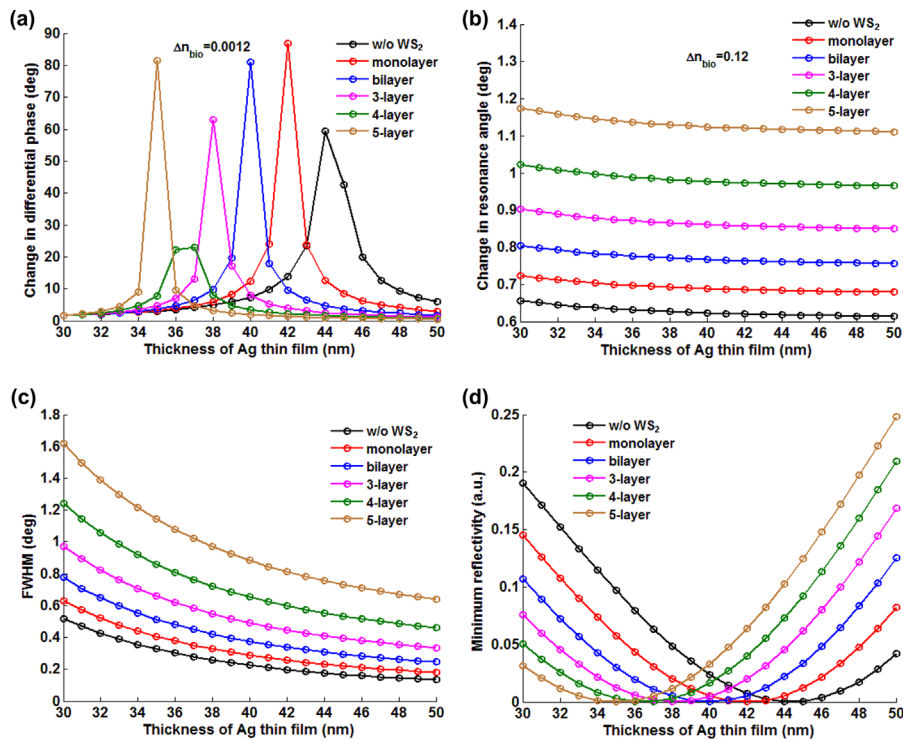 (a)
Δn_bio=0.0012
w/o WS₂
monolayer
bilayer
3-layer
4-layer
5-layer
Change in differential phase (deg)
90
80
70
60
50
40
30
20
10
0
30 32 34 36 38 40 42 44 46 48 50
Thickness of Ag thin film (nm)
(b)
Δn_bio=0.12
w/o WS₂
monolayer
bilayer
3-layer
4-layer
5-layer
Change in resonance angle (deg)
1.4
1.3
1.2
1.1
1
0.9
0.8
0.7
0.6
30 32 34 36 38 40 42 44 46 48 50
Thickness of Ag thin film (nm)
(c)
w/o WS₂
monolayer
bilayer
3-layer
4-layer
5-layer
FWHM (deg)
1.8
1.6
1.4
1.2
1
0.8
0.6
0.4
0.2
0
30 32 34 36 38 40 42 44 46 48 50
Thickness of Ag thin film (nm)
(d)
w/o WS₂
monolayer
bilayer
3-layer
4-layer
5-layer
Minimum reflectivity (a.u.)
0.25
0.2
0.15
0.1
0.05
0
30 32 34 36 38 40 42 44 46 48 50
Thickness of Ag thin film (nm)